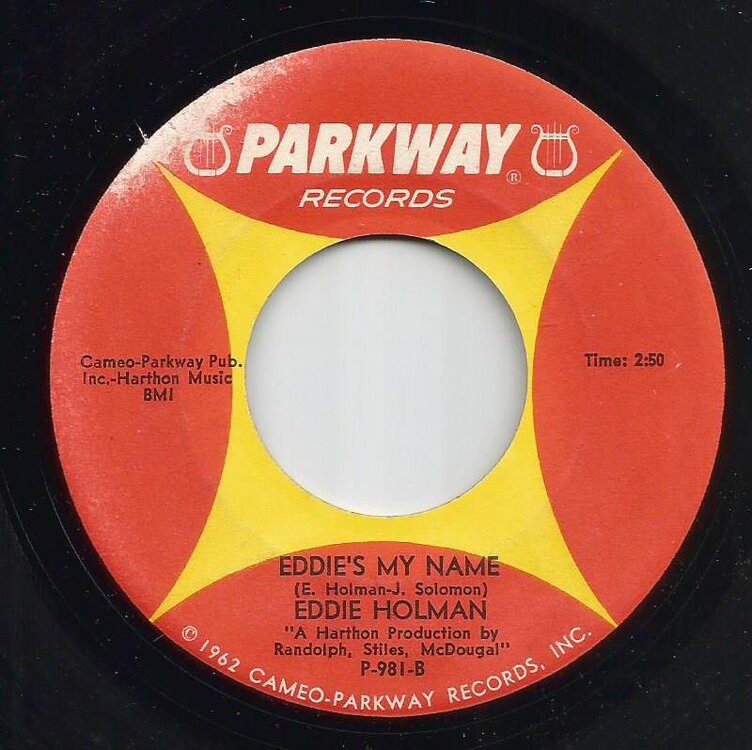 PARKWAY ®
RECORDS
Cameo-Parkway Pub.
Inc.-Harthon Music
BMI
Time: 2:50
EDDIE'S MY NAME
(E. Holman-J. Solomon)
EDDIE HOLMAN
"A Harthon Production by
Randolph, Stiles, McDougal"
P-981-B
© 1962 CAMEO-PARKWAY RECORDS, INC.